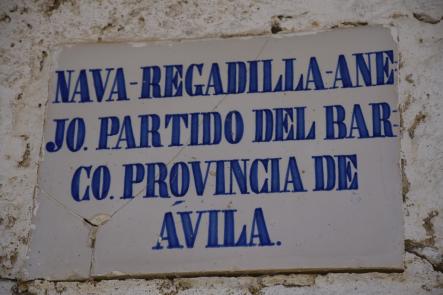 NAVA-REGADILLA-ANE-
JO. PARTIDO DEL BAR-
CO. PROVINCIA DE
ÁVILA.